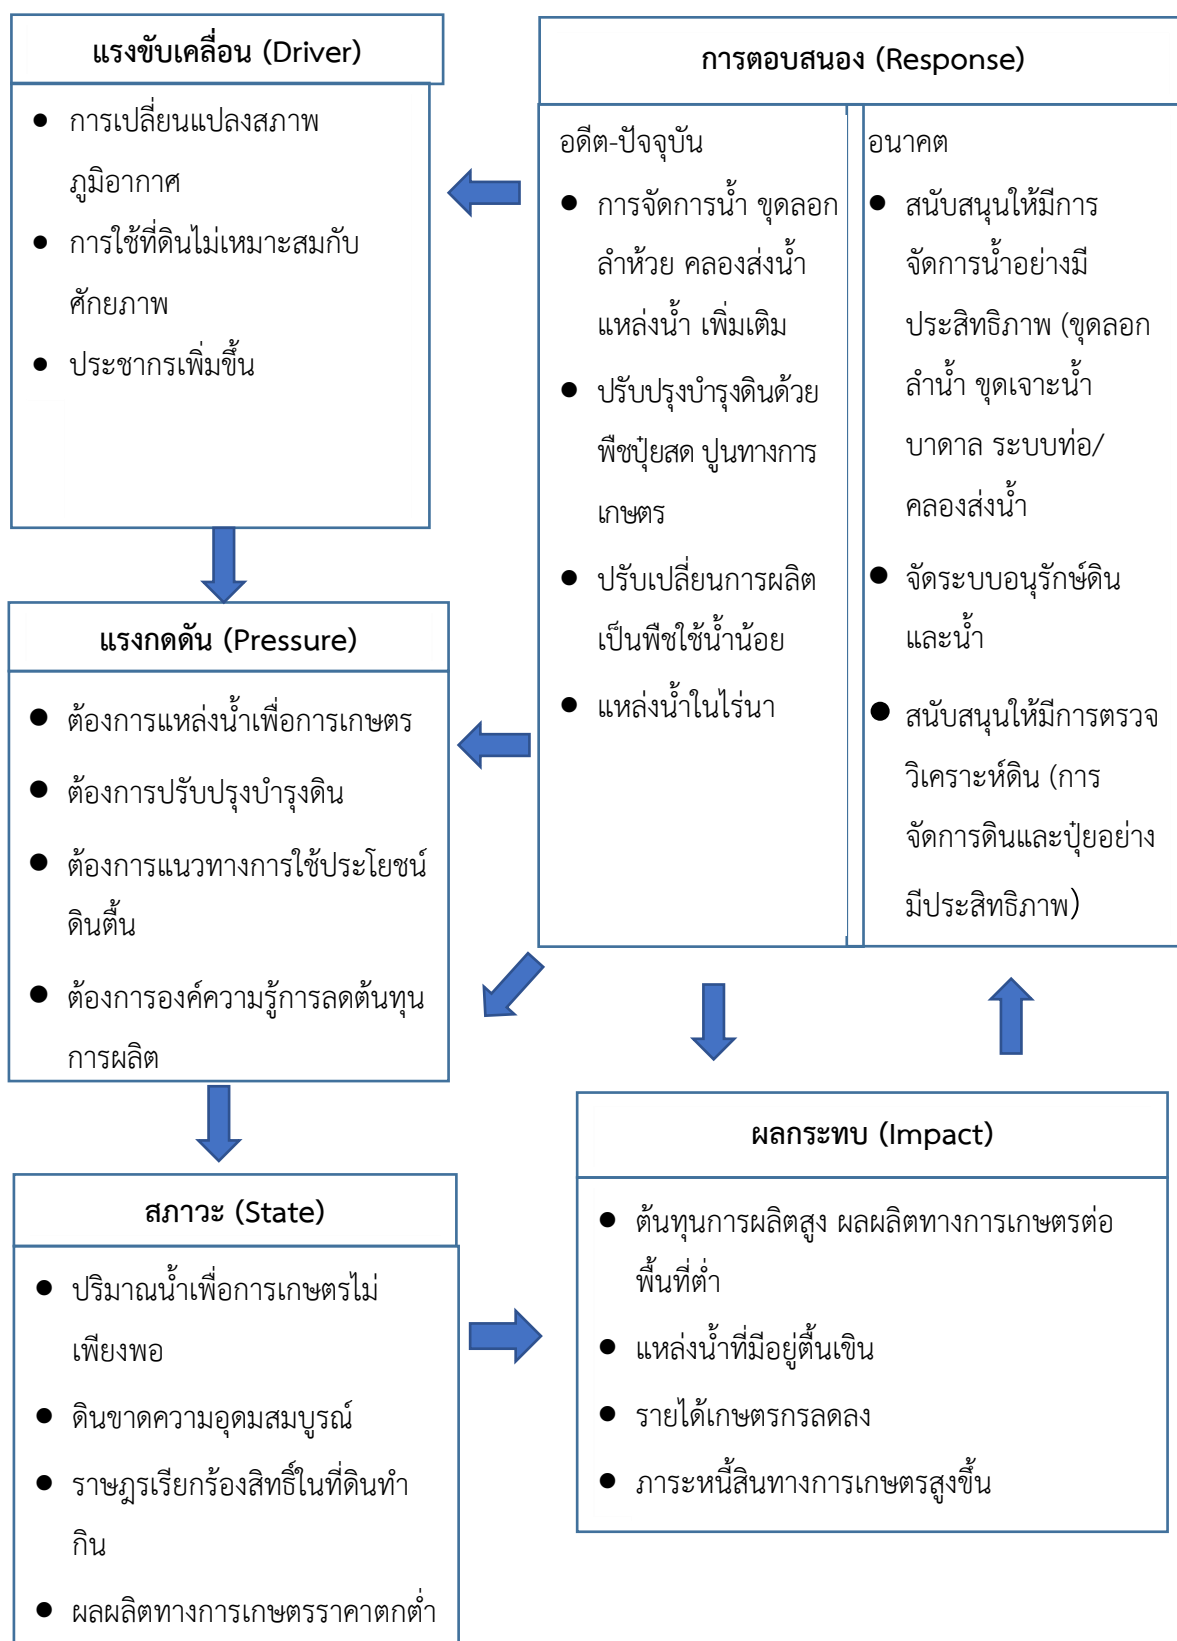 แรงขับเคลื่อน (Driver)
• การเปลี่ยนแปลงสภาพ
ภูมิอากาศ
• การใช้ที่ดินไม่เหมาะสมกับ
ศักยภาพ
• ประชากรเพิ่มขึ้น
การตอบสนอง (Response)
อดีต-ปัจจุบัน
• การจัดการน้ำ ขุดลอก
ลำห้วย คลองส่งน้ำ
แหล่งน้ำ เพิ่มเติม
• ปรับปรุงบำรุงดินด้วย
พืชปุ๋ยสด ปูนทางการ
เกษตร
• ปรับเปลี่ยนการผลิต
เป็นพืชใช้น้ำน้อย
• แหล่งน้ำในไร่นา
อนาคต
• สนับสนุนให้มีการ
จัดการน้ำอย่างมี
ประสิทธิภาพ (ขุดลอก
ลำน้ำ ขุดเจาะน้ำ
บาดาล ระบบท่อ/
คลองส่งน้ำ
• จัดระบบอนุรักษ์ดิน
และน้ำ
• สนับสนุนให้มีการตรวจ
วิเคราะห์ดิน (การ
จัดการดินและปุ๋ยอย่าง
มีประสิทธิภาพ)
แรงกดดัน (Pressure)
• ต้องการแหล่งน้ำเพื่อการเกษตร
• ต้องการปรับปรุงบำรุงดิน
• ต้องการแนวทางการใช้ประโยชน์
ดินตื้น
• ต้องการองค์ความรู้การลดต้นทุน
การผลิต
สภาวะ (State)
• ปริมาณน้ำเพื่อการเกษตรไม่
เพียงพอ
• ดินขาดความอุดมสมบูรณ์
• ราษฎรเรียกร้องสิทธิ์ในที่ดินทำ
กิน
• ผลผลิตทางการเกษตรราคาตกต่ำ
ผลกระทบ (Impact)
• ต้นทุนการผลิตสูง ผลผลิตทางการเกษตรต่อ
พื้นที่ต่ำ
• แหล่งน้ำที่มีอยู่ตื้นเขิน
• รายได้เกษตรกรลดลง
• ภาระหนี้สินทางการเกษตรสูงขึ้น